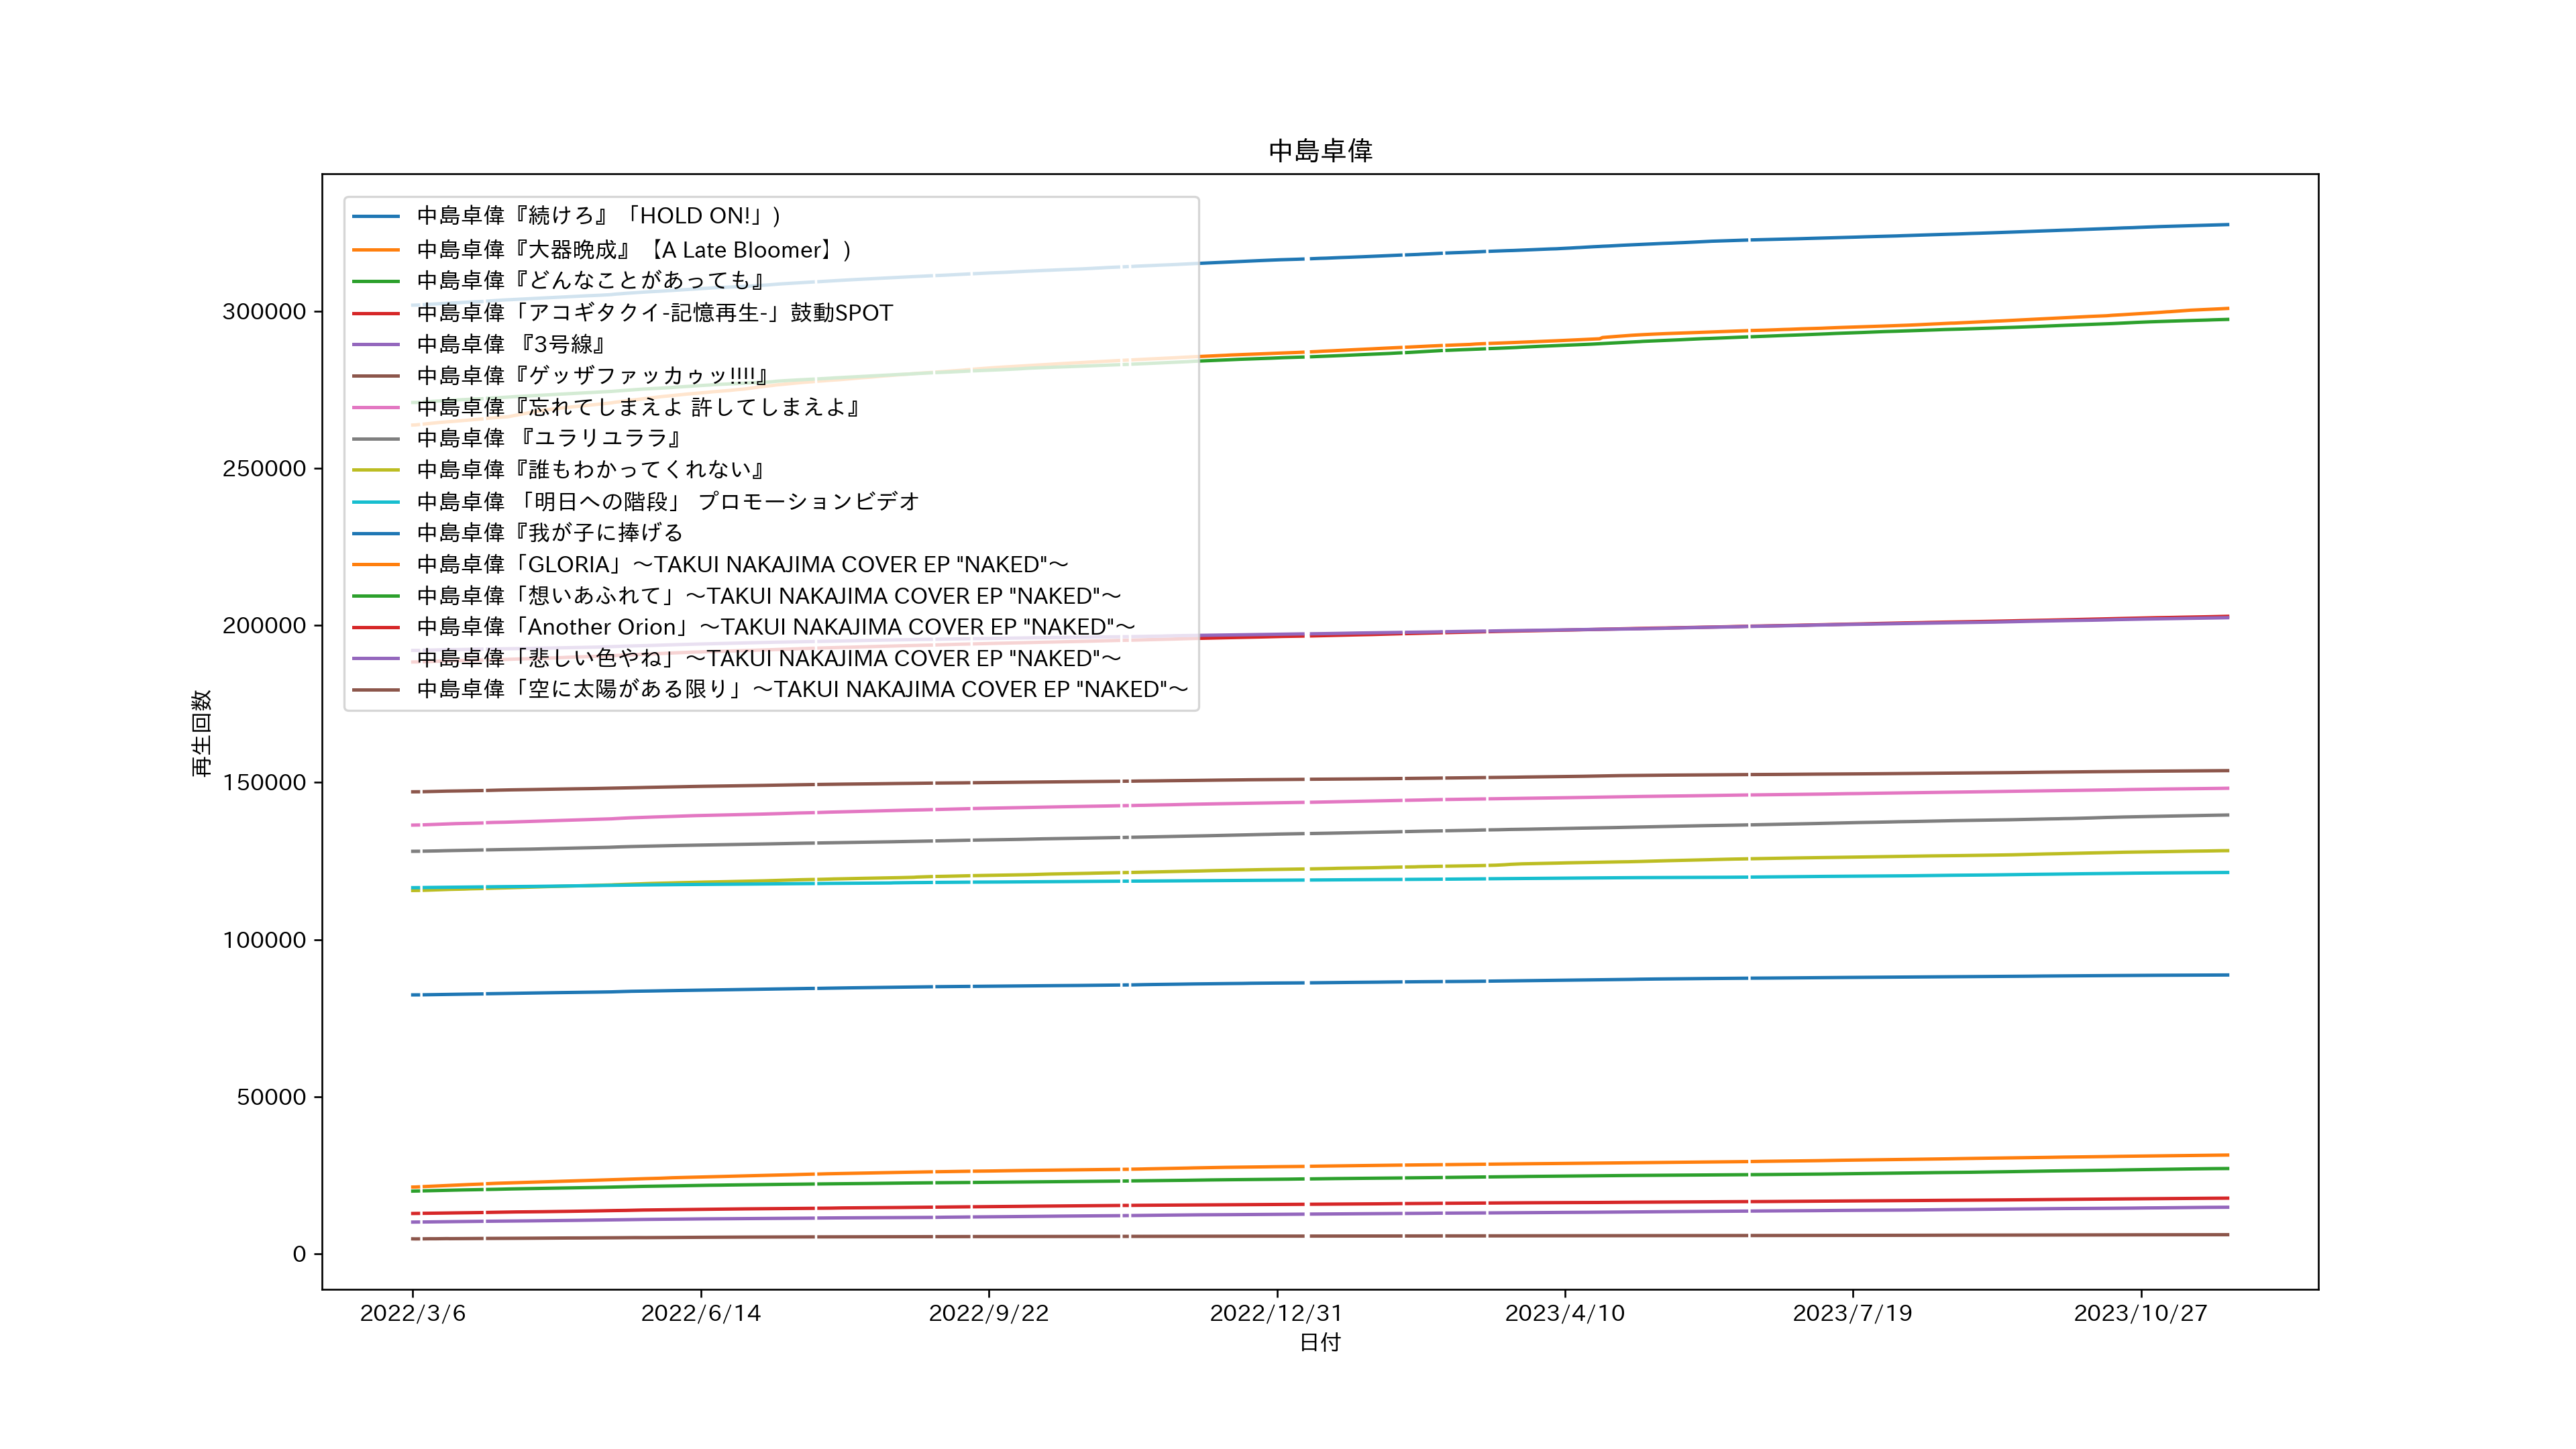 中島卓偉
中島卓偉『続けろ』「HOLD ON!」)
中島卓偉『大器晩成』【A Late Bloomer】)
中島卓偉『どんなことがあっても』
中島卓偉「アコギタクイ-記憶再生-」鼓動SPOT
中島卓偉 『3号線』
中島卓偉『ゲッザファッカゥッ!!!!』
中島卓偉『忘れてしまえよ 許してしまえよ』
中島卓偉 『ユラリユララ』
中島卓偉『誰もわかってくれない』
中島卓偉 「明日への階段」 プロモーションビデオ
中島卓偉『我が子に捧げる
中島卓偉「GLORIA」〜TAKUI NAKAJIMA COVER EP "NAKED"〜
中島卓偉「想いあふれて」〜TAKUI NAKAJIMA COVER EP "NAKED"〜
中島卓偉「Another Orion」〜TAKUI NAKAJIMA COVER EP "NAKED"〜
中島卓偉「悲しい色やね」〜TAKUI NAKAJIMA COVER EP "NAKED"〜
中島卓偉「空に太陽がある限り」〜TAKUI NAKAJIMA COVER EP "NAKED"〜
再生回数
300000
250000
200000
150000
100000
50000
0
2022/3/6
2022/6/14
2022/9/22
2022/12/31
2023/4/10
2023/7/19
2023/10/27
日付